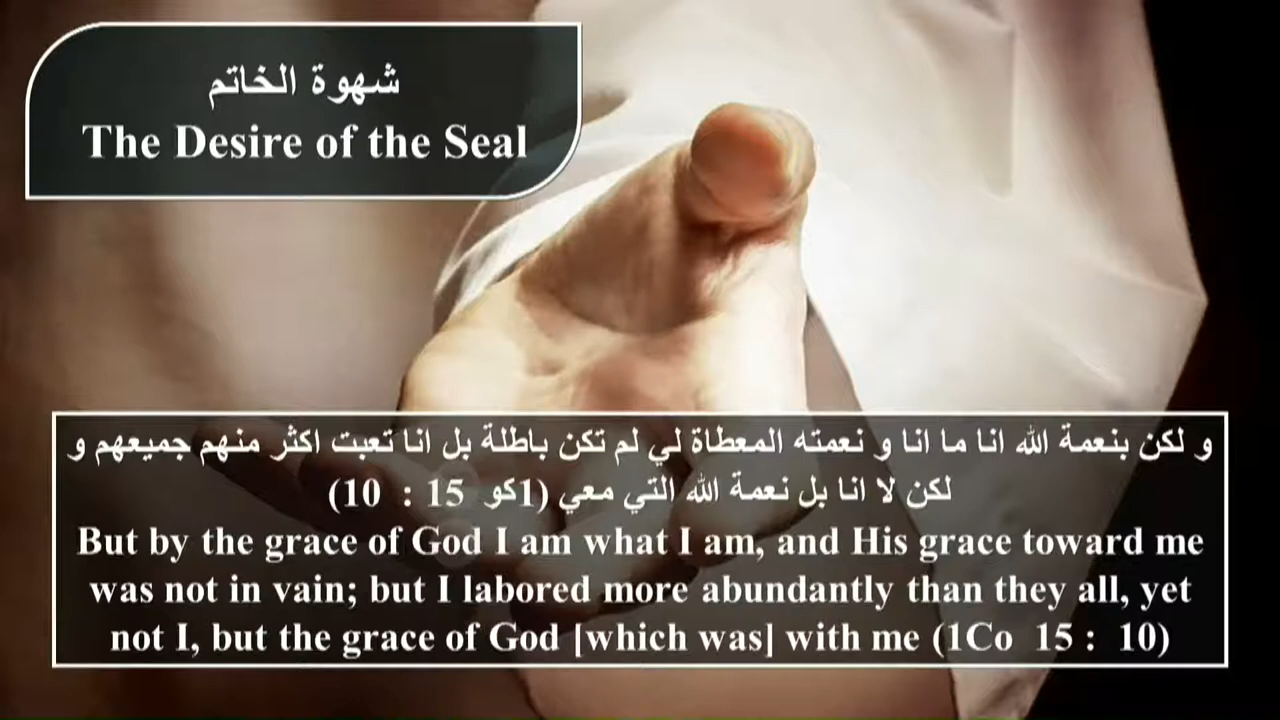 شهوة الخاتم
The Desire of the Seal
و لكن بنعمة الله انا ما انا و نعمته المعطاة لي لم تكن باطلة بل انا تعبت اكثر منهم جميعهم و
لكن لا انا بل نعمة الله التي معي (1كو 15 : 10)
But by the grace of God I am what I am, and His grace toward me
was not in vain; but I labored more abundantly than they all, yet
not I, but the grace of God [which was] with me (1Co 15 : 10)